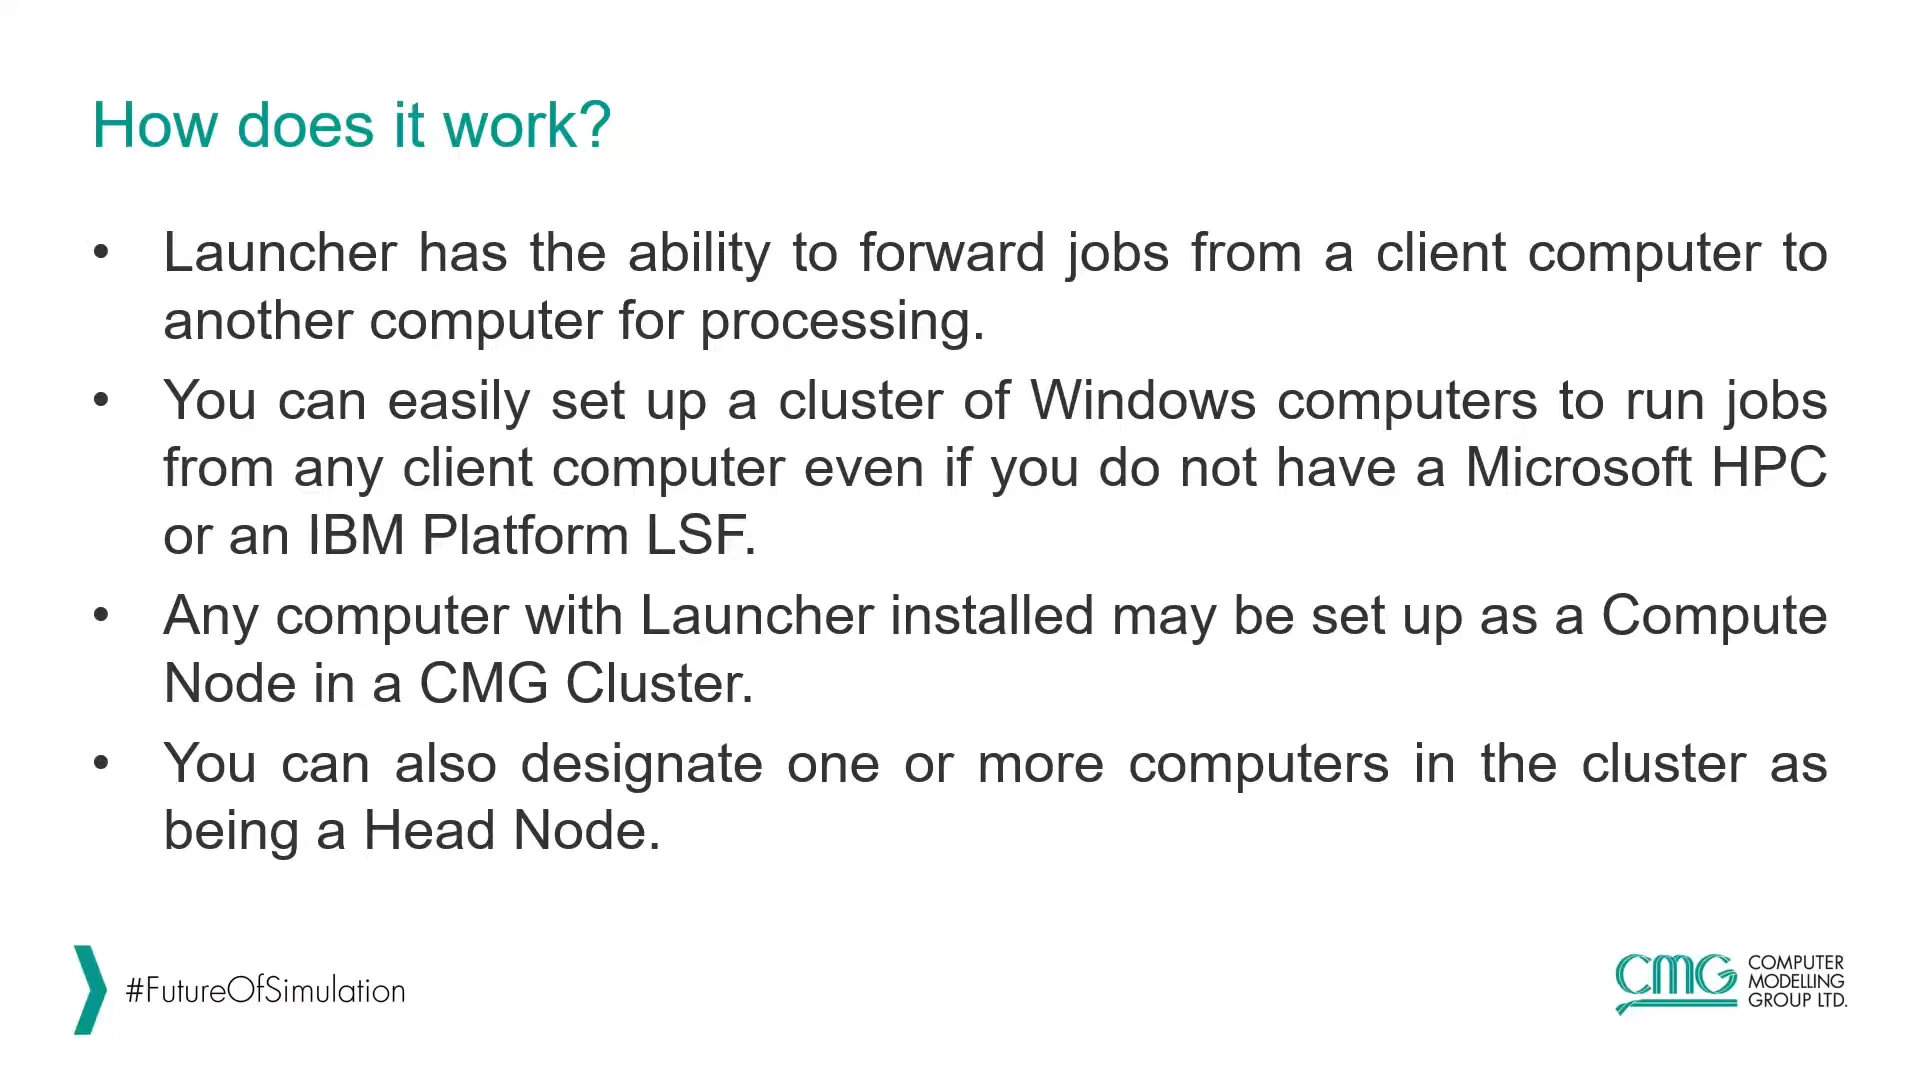 How does it work?
• Launcher has the ability to forward jobs from a client computer to
another computer for processing.
• You can easily set up a cluster of Windows computers to run jobs
from any client computer even if you do not have a Microsoft HPC
or an IBM Platform LSF.
• Any computer with Launcher installed may be set up as a Compute
Node in a CMG Cluster.
• You can also designate one or more computers in the cluster as
being a Head Node.
#FutureOfSimulation
CMG
COMPUTER
MODELLING
GROUP LTD.